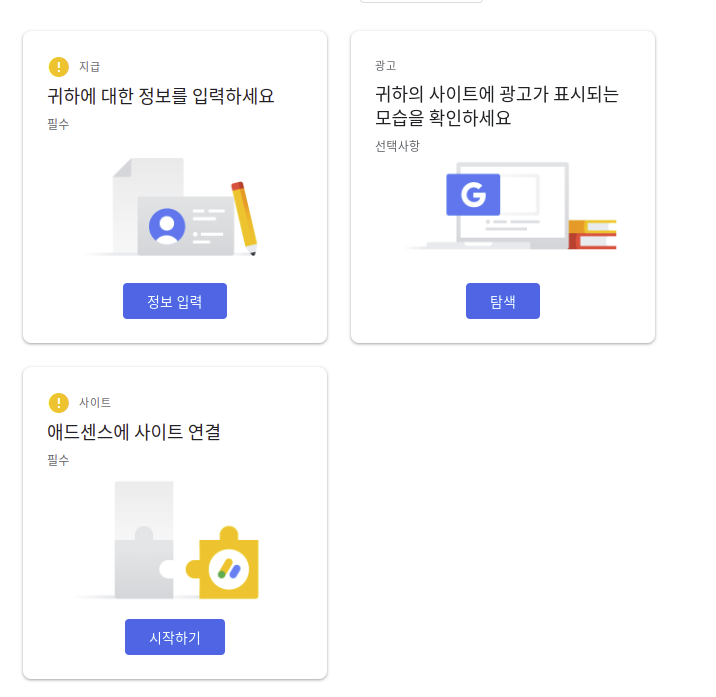 지급
귀하에 대한 정보를 입력하세요
필수
정보 입력
광고
귀하의 사이트에 광고가 표시되는
모습을 확인하세요
선택사항
G
탐색
사이트
애드센스에 사이트 연결
필수
시작하기